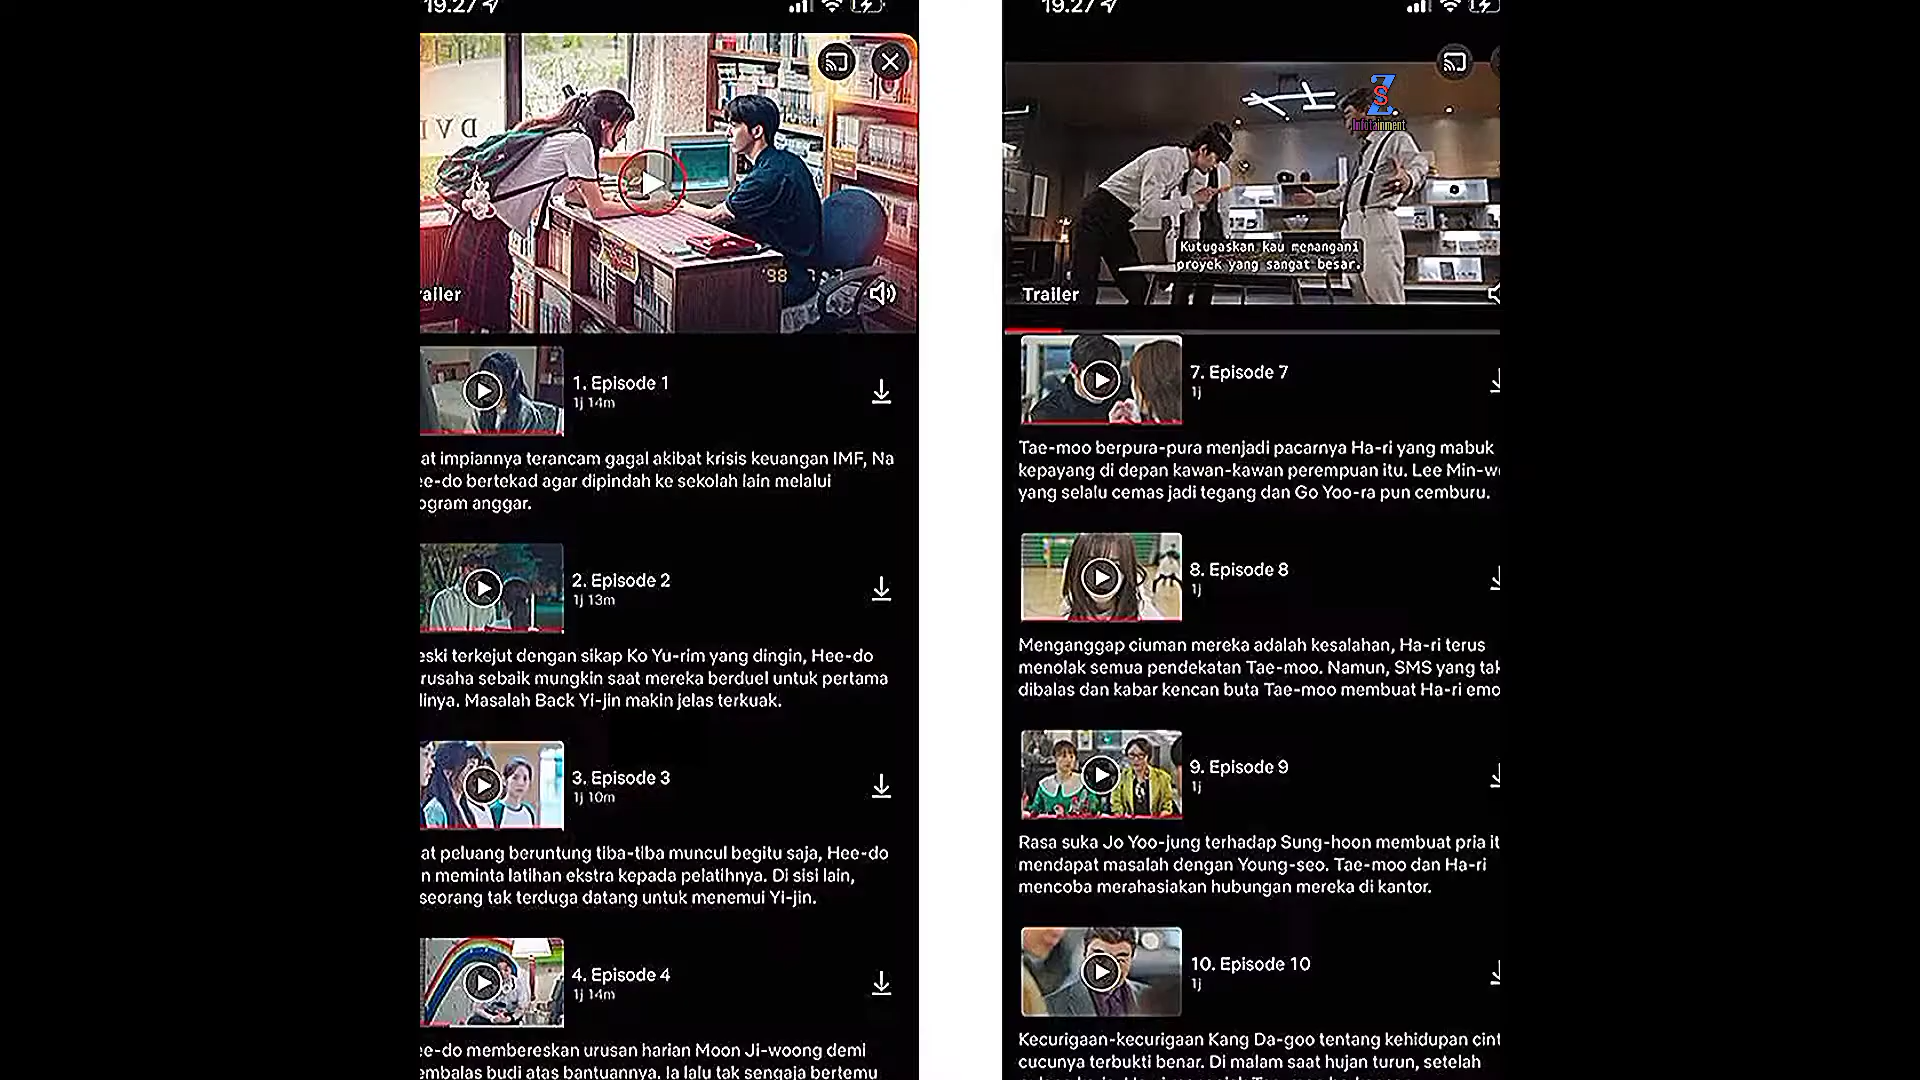 19.27
DVD
'98
1. Episode 1
1j 14m
at impiannya terancam gagal akibat krisis keuangan IMF, Na
ee-do bertekad agar dipindah ke sekolah lain melalui
ogram anggar.
2. Episode 2
1j 13m
eski terkejut dengan sikap Ko Yu-rim yang dingin, Hee-do
rusaha sebaik mungkin saat mereka berduel untuk pertama
linya. Masalah Back Yi-jin makin jelas terkuak.
3. Episode 3
1j 10m
at peluang beruntung tiba-tiba muncul begitu saja, Hee-do
n meminta latihan ekstra kepada pelatihnya. Di sisi lain,
seorang tak terduga datang untuk menemui Yi-jin.
4. Episode 4
1j 14m
ee-do membereskan urusan harian Moon Ji-woong demi
embalas budi atas bantuannya. Ia lalu tak sengaja bertemu
19.27
ZS
Infotainment
Kutugaskan kau menangani
proyek yang sangat besar.
Trailer
7. Episode 7
1j
Tae-moo berpura-pura menjadi pacarnya Ha-ri yang mabuk
kepayang di depan kawan-kawan perempuan itu. Lee Min-w
yang selalu cemas jadi tegang dan Go Yoo-ra pun cemburu.
8. Episode 8
1j
Menganggap ciuman mereka adalah kesalahan, Ha-ri terus
menolak semua pendekatan Tae-moo. Namun, SMS yang tak
dibalas dan kabar kencan buta Tae-moo membuat Ha-ri emo
9. Episode 9
1j
Rasa suka Jo Yoo-jung terhadap Sung-hoon membuat pria it
mendapat masalah dengan Young-seo. Tae-moo dan Ha-ri
mencoba merahasiakan hubungan mereka di kantor.
10. Episode 10
1j
Kecurigaan-kecurigaan Kang Da-goo tentang kehidupan cint
cucunya terbukti benar. Di malam saat hujan turun, setelah